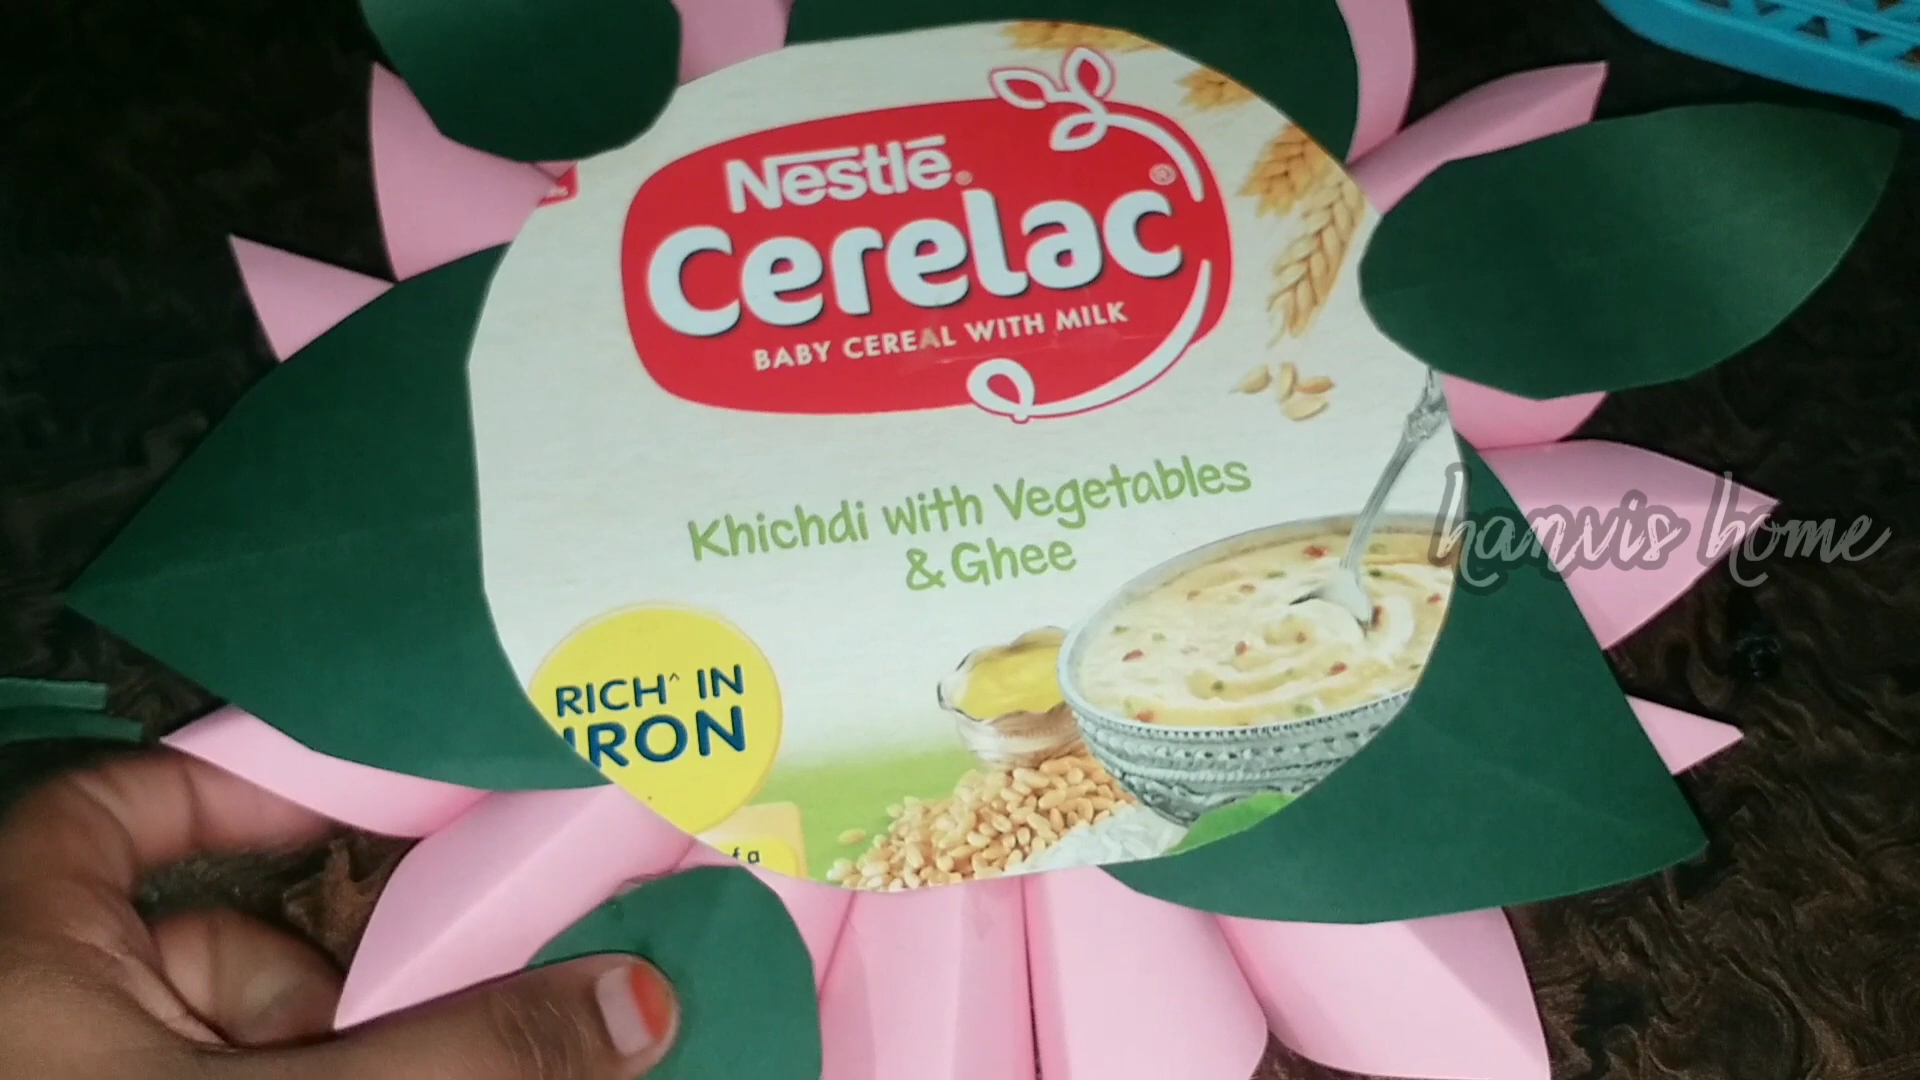 Nestlé®
Cerelac®
BABY CEREAL WITH MILK
Khichdi with Vegetables
& Ghee
hanvis home
RICH^ IN
IRON